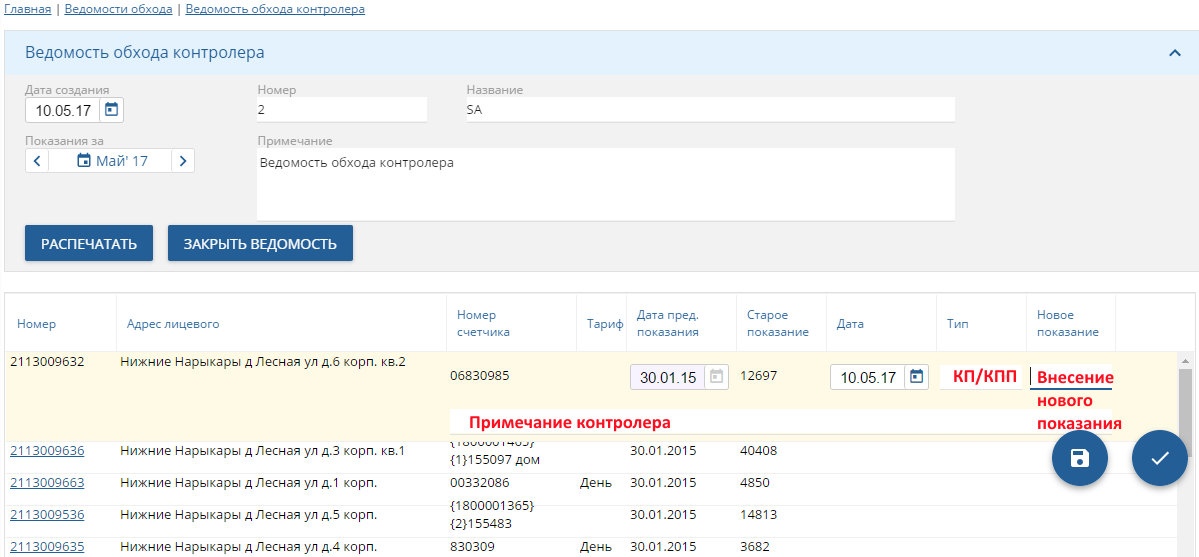 Главная | Ведомости обхода | Ведомость обхода контролера
Ведомость обхода контролера
Дата создания Номер Название
10.05.17 2 SA
Показания за Примечание
Май' 17 Ведомость обхода контролера
РАСПЕЧАТАТЬ ЗАКРЫТЬ ВЕДОМОСТЬ
Номер Адрес лицевого Номер счетчика Тариф Дата пред. показания Старое показание Дата Тип Новое показание
2113009632 Нижние Нарыкары д Лесная ул д.6 корп. кв.2
06830985 30.01.15 12697 10.05.17 КП/КПП Внесение
нового
Примечание контролера показания
{1800001465}
2113009636 Нижние Нарыкары д Лесная ул д.3 корп. кв.1 30.01.2015 40408
{1}155097 дом
2113009663 Нижние Нарыкары д Лесная ул д.1 корп. 00332086 День 30.01.2015 4850
{1800001365}
2113009536 Нижние Нарыкары д Лесная ул д.5 корп. 30.01.2015 14813
{2}155483
2113009635 Нижние Нарыкары д Лесная ул д.4 корп. 830309 День 30.01.2015 3682